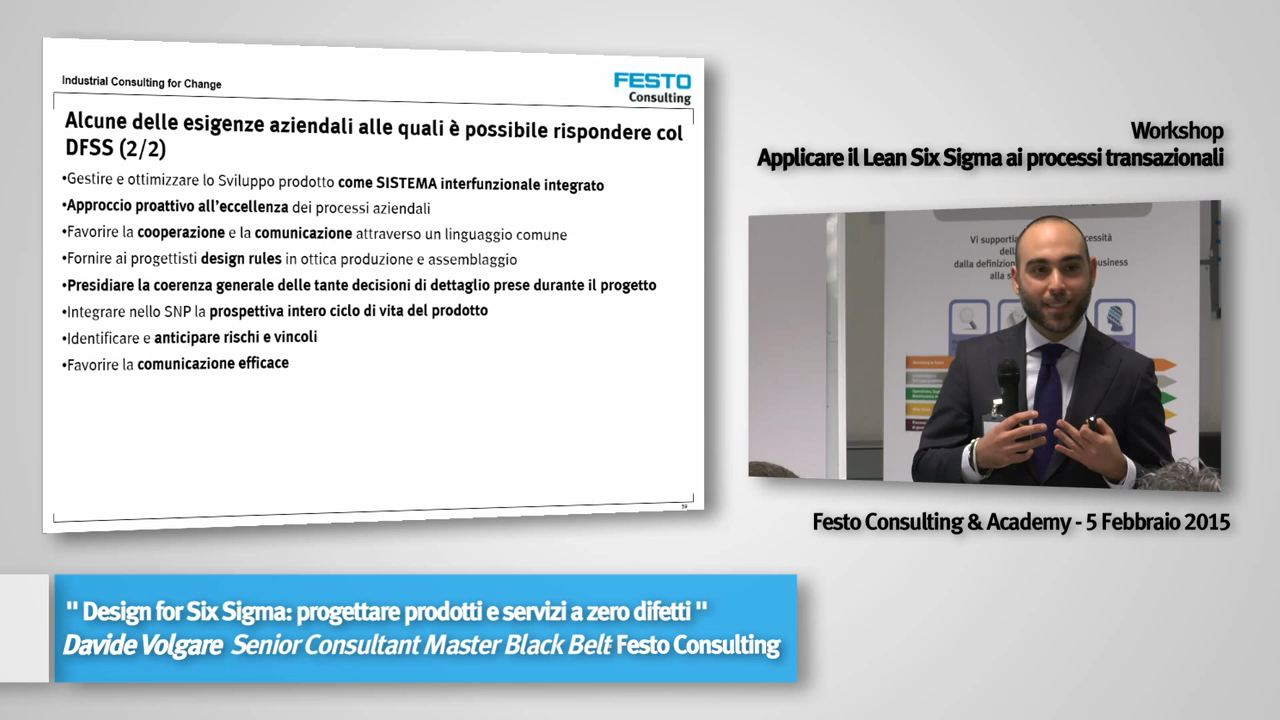 Industrial Consulting for Change
FESTO
Consulting
Alcune delle esigenze aziendali alle quali è possibile rispondere col
DFSS (2/2)
•Gestire e ottimizzare lo Sviluppo prodotto come SISTEMA interfunzionale integrato
•Approccio proattivo all'eccellenza dei processi aziendali
•Favorire la cooperazione e la comunicazione attraverso un linguaggio comune
•Fornire ai progettisti design rules in ottica produzione e assemblaggio
•Presidiare la coerenza generale delle tante decisioni di dettaglio prese durante il progetto
•Integrare nello SNP la prospettiva intero ciclo di vita del prodotto
•Identificare e anticipare rischi e vincoli
•Favorire la comunicazione efficace
Workshop
Applicare il Lean Six Sigma ai processi transazionali
Vi
dalla
business
alla
Festo Consulting & Academy - 5 Febbraio 2015
" Design for Six Sigma: progettare prodotti e servizi a zero difetti "
Davide Volgare Senior Consultant Master Black Belt Festo Consulting